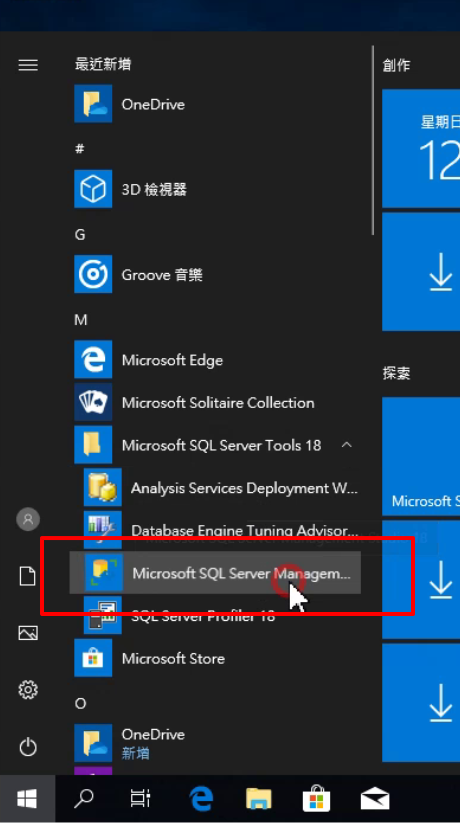 最近新增
OneDrive
#
3D 檢視器
G
Groove 音樂
M
Microsoft Edge
Microsoft Solitaire Collection
Microsoft SQL Server Tools 18
Analysis Services Deployment W...
Database Engine Tuning Advisor...
Microsoft SQL Server Managem...
SQL Server Profiler 18
Microsoft Store
O
OneDrive
新增
創作
星期日
12
探索
Microsoft S